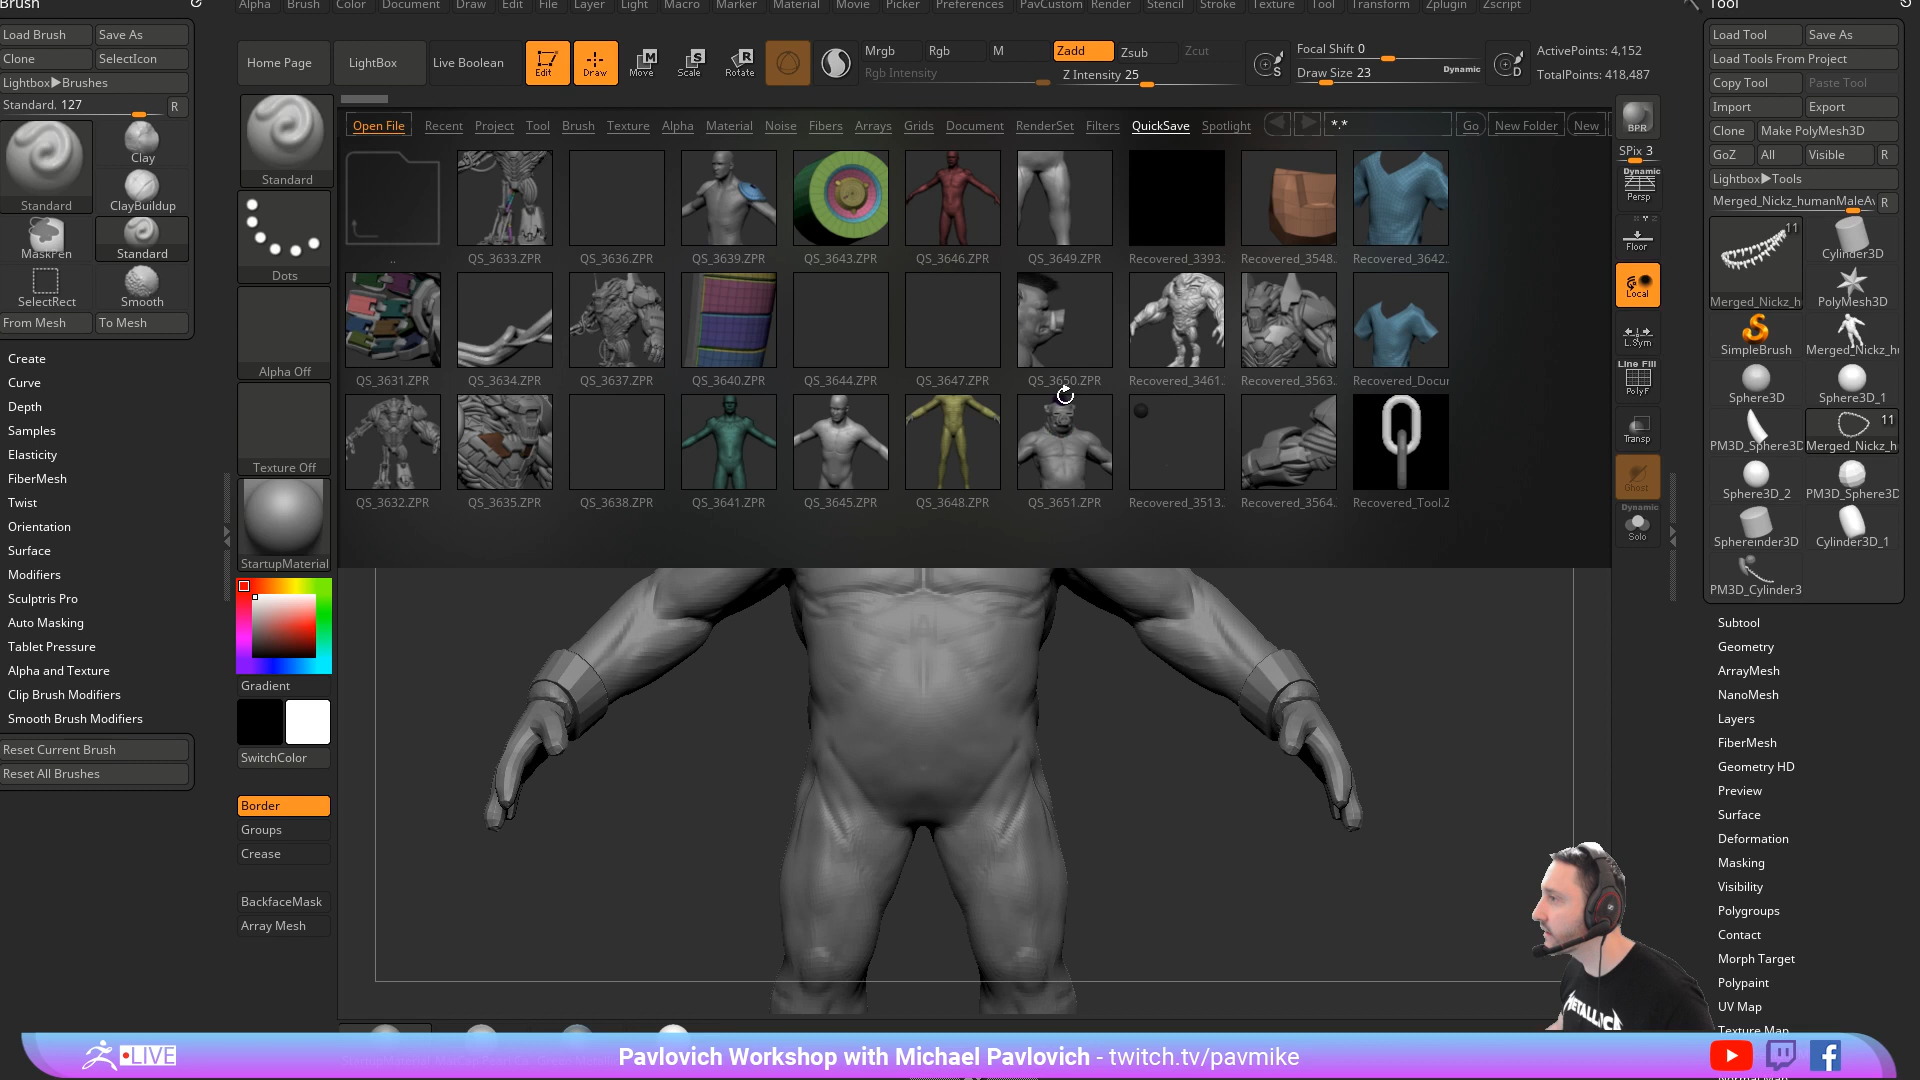 Brush
Alpha Brush Color Document Draw Edit File Layer Light Macro Marker Material Movie Picker Preferences PavCustom Render Stencil Stroke Texture Tool Transform Zplugin Zscript
Tool
Load Brush Save As
Clone SelectIcon
Lightbox▶Brushes
Standard. 127 R
Standard
Clay
ClayBuildup
MaskPen
Standard
SelectRect
Smooth
From Mesh To Mesh
Create
Curve
Depth
Samples
Elasticity
FiberMesh
Twist
Orientation
Surface
Modifiers
Sculptris Pro
Auto Masking
Tablet Pressure
Alpha and Texture
Clip Brush Modifiers
Smooth Brush Modifiers
Reset Current Brush
Reset All Brushes
Home Page LightBox Live Boolean Edit Draw Move Scale Rotate
Mrgb Rgb M Zadd Zsub Zcut
Rgb Intensity Z Intensity 25
Focal Shift 0
Draw Size 23 Dynamic
ActivePoints: 4,152
TotalPoints: 418,487
Standard
Dots
Alpha Off
Texture Off
StartupMaterial
Gradient
SwitchColor
Border
Groups
Crease
BackfaceMask
Array Mesh
Open File Recent Project Tool Brush Texture Alpha Material Noise Fibers Arrays Grids Document RenderSet Filters QuickSave Spotlight *.* Go New Folder New
.. QS_3633.ZPR QS_3636.ZPR QS_3639.ZPR QS_3643.ZPR QS_3646.ZPR QS_3649.ZPR Recovered_3393. Recovered_3548. Recovered_3642.
QS_3631.ZPR QS_3634.ZPR QS_3637.ZPR QS_3640.ZPR QS_3644.ZPR QS_3647.ZPR QS_3650.ZPR Recovered_3461. Recovered_3563. Recovered_Docur
QS_3632.ZPR QS_3635.ZPR QS_3638.ZPR QS_3641.ZPR QS_3645.ZPR QS_3648.ZPR QS_3651.ZPR Recovered_3513. Recovered_3564. Recovered_Tool.Z
BPR
SPix 3
Dynamic
Persp
Floor
Local
L.Sym
Line Fill
PolyF
Transp
Ghost
Dynamic
Solo
Load Tool Save As
Load Tools From Project
Copy Tool Paste Tool
Import Export
Clone Make PolyMesh3D
GoZ All Visible R
Lightbox▶Tools
Merged_Nickz_humanMaleAv R
11
Merged_Nickz_h
Cylinder3D
PolyMesh3D
SimpleBrush Merged_Nickz_hu
Sphere3D Sphere3D_1
11
PM3D_Sphere3D Merged_Nickz_h
Sphere3D_2 PM3D_Sphere3D
Sphereinder3D Cylinder3D_1
PM3D_Cylinder3
Subtool
Geometry
ArrayMesh
NanoMesh
Layers
FiberMesh
Geometry HD
Preview
Surface
Deformation
Masking
Visibility
Polygroups
Contact
Morph Target
Polypaint
UV Map
Texture Map
METALLICA
LIVE
Pavlovich Workshop with Michael Pavlovich - twitch.tv/pavmike